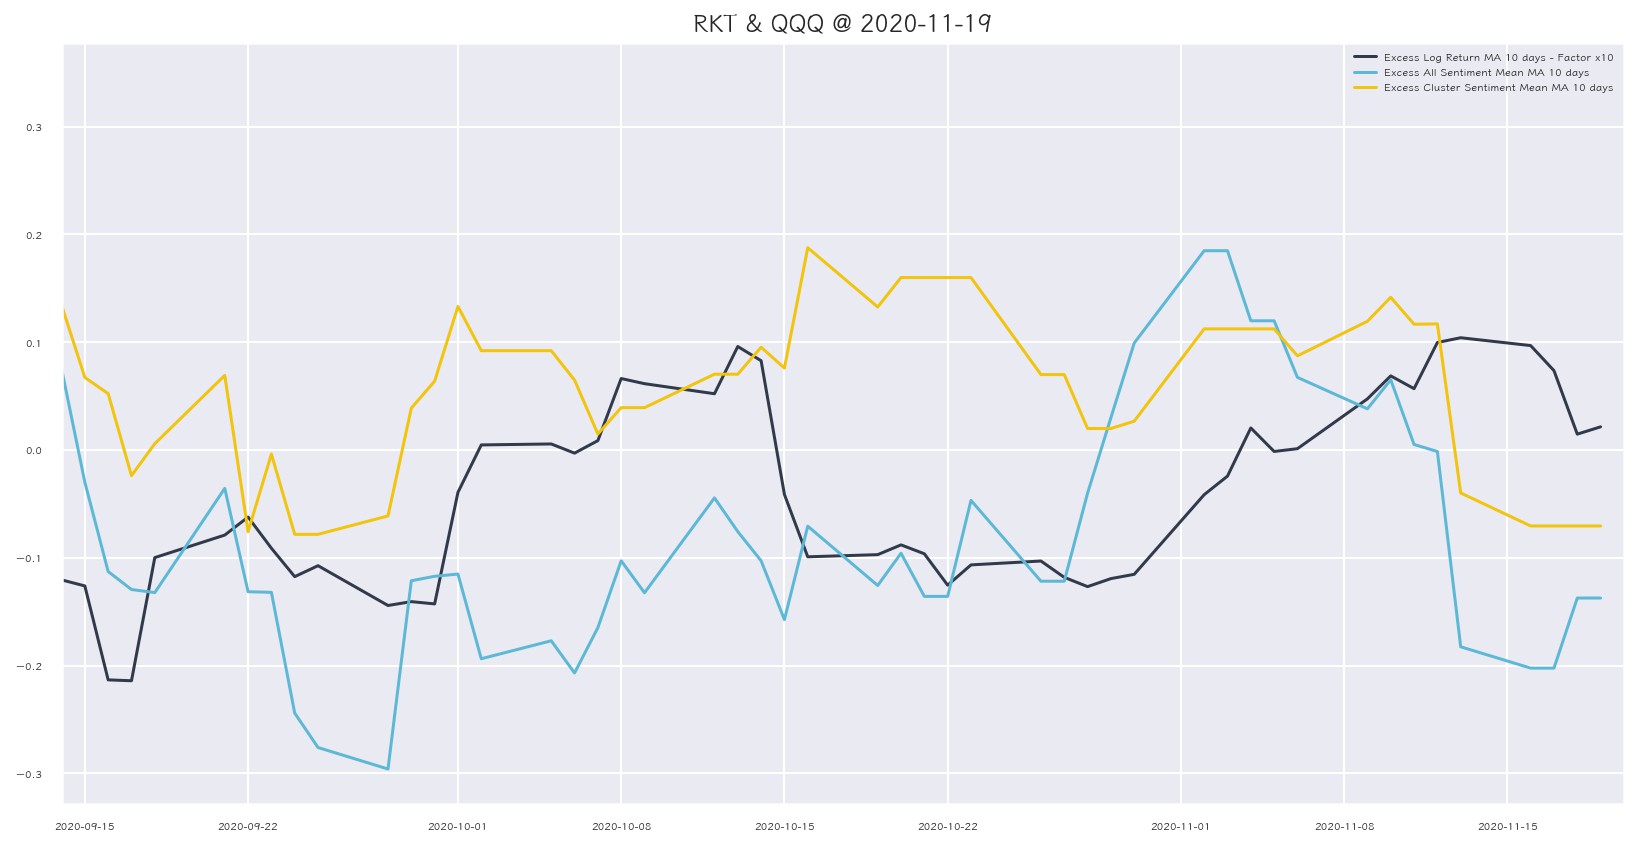 RKT & QQQ @ 2020-11-19
Excess Log Return MA 10 days - Factor x10
Excess All Sentiment Mean MA 10 days
Excess Cluster Sentiment Mean MA 10 days
0.3
0.2
0.1
0.0
−0.1
−0.2
−0.3
2020-09-15 2020-09-22 2020-10-01 2020-10-08 2020-10-15 2020-10-22 2020-11-01 2020-11-08 2020-11-15